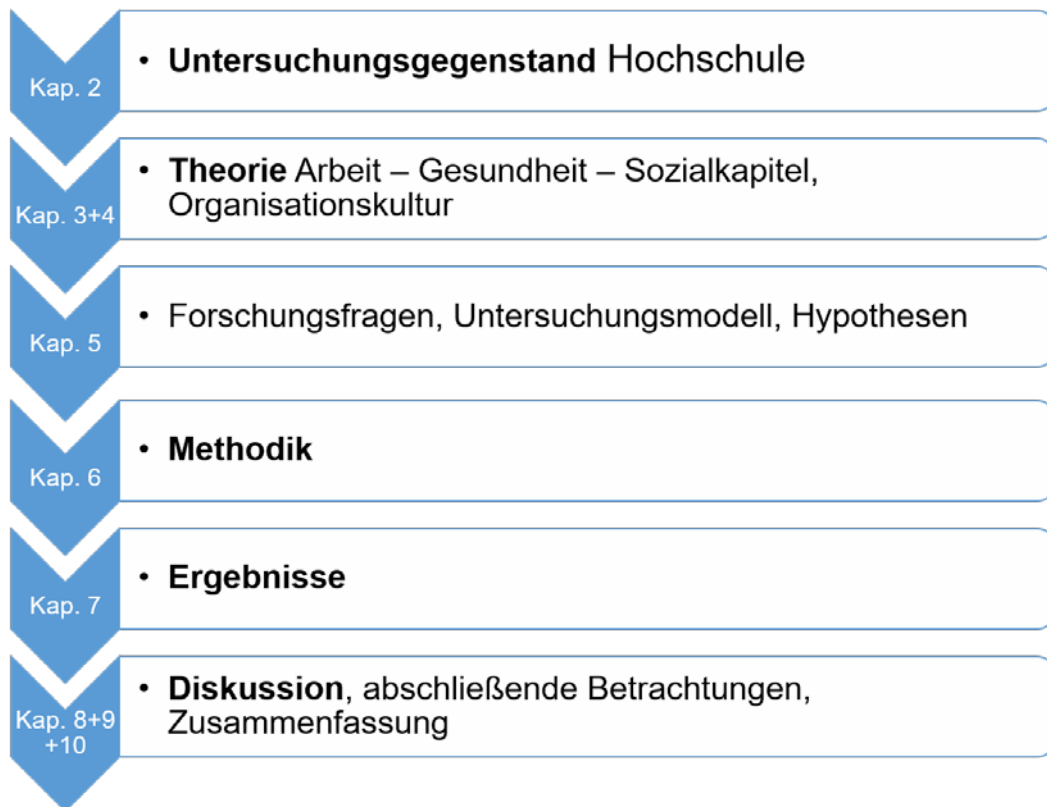 Kap. 2
• Untersuchungsgegenstand Hochschule
Kap. 3+4
• Theorie Arbeit – Gesundheit – Sozialkapitel,
Organisationskultur
Kap. 5
• Forschungsfragen, Untersuchungsmodell, Hypothesen
Kap. 6
• Methodik
Kap. 7
• Ergebnisse
Kap. 8+9
+10
• Diskussion, abschließende Betrachtungen,
Zusammenfassung